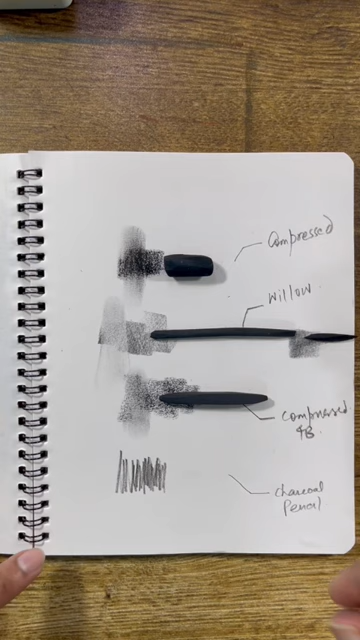 Compressed
Willow
Compressed
4B.
Charcoal
Pencil